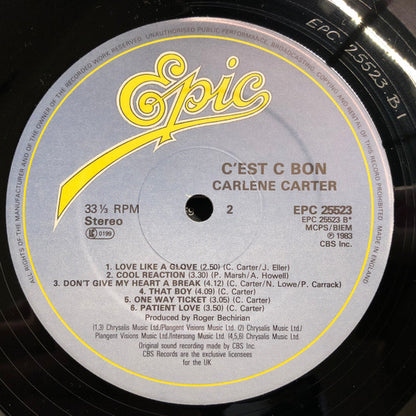 ALL RIGHTS OF THE MANUFACTURER AND OF THE OWNER OF THE RECORDED WORK RESERVED. UNAUTHORISED PUBLIC PERFORMANCE, BROADCASTING, COPYING AND HIRING OF THIS RECORD PROHIBITED. MADE IN ENGLAND
EPC 25523 B 1
Epic
C'EST C BON
CARLENE CARTER
33 1/3 RPM
Stereo
0199
2
EPC 25523
EPC 25523 B*
MCPS/BIEM
℗ 1983
CBS Inc.
1. LOVE LIKE A GLOVE (2.50) (C. Carter/J. Eller)
2. COOL REACTION (3.30) (P. Marsh/A. Howell)
3. DON'T GIVE MY HEART A BREAK (4.12) (C. Carter/N. Lowe/P. Carrack)
4. THAT BOY (4.09) (C. Carter)
5. ONE WAY TICKET (3.05) (C. Carter)
6. PATIENT LOVE (3.50) (C. Carter)
Produced by Roger Bechirian
(1,3) Chrysalis Music Ltd./Plangent Visions Music Ltd. (2) Chrysalis Music Ltd./
Plangent Visions Music Ltd./Intersong Music Ltd. (4,5,6) Chrysalis Music Ltd.
Original sound recording made by CBS Inc.
CBS Records are the exclusive licensees
for the UK